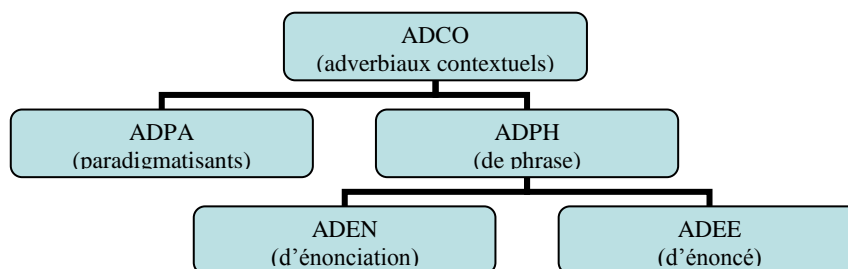 ADCO
(adverbiaux contextuels)
ADPA
(paradigmatisants)
ADPH
(de phrase)
ADEN
(d'énonciation)
ADEE
(d'énoncé)